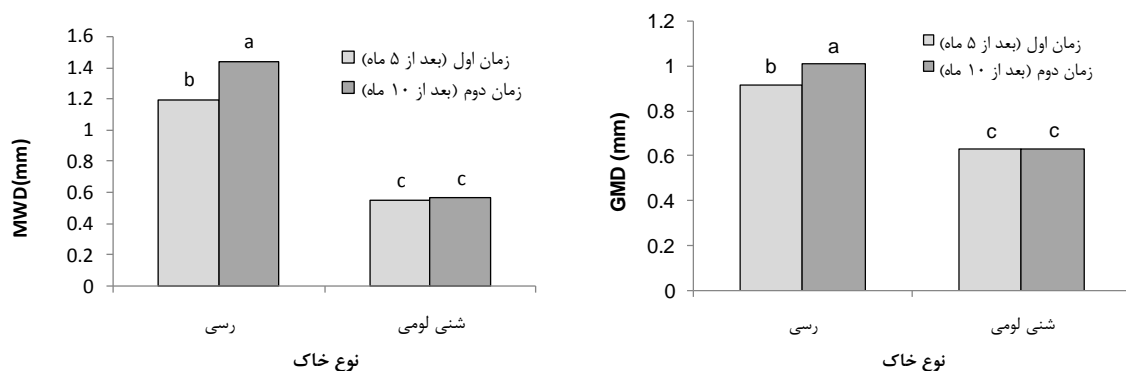 1.6
1.4
1.2
1
0.8
0.6
0.4
0.2
0
MWD(mm)
b
a
c
c
زمان اول (بعد از ۵ ماه)
زمان دوم (بعد از ۱۰ ماه)
رسی
شنی لومی
نوع خاک
1.2
1
0.8
0.6
0.4
0.2
0
GMD (mm)
b
a
c
c
زمان اول (بعد از ۵ ماه)
زمان دوم (بعد از ۱۰ ماه)
رسی
شنی لومی
نوع خاک